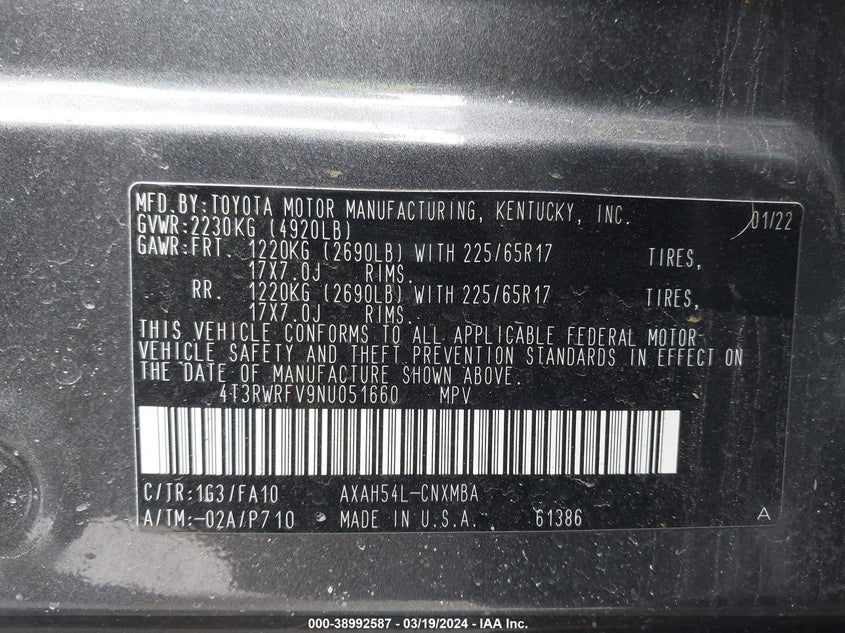 MFD.BY:TOYOTA MOTOR MANUFACTURING, KENTUCKY, INC. 01/22
GVWR:2230KG (4920LB)
GAWR:FRT. 1220KG (2690LB) WITH 225/65R17 TIRES,
17X7.0J RIMS.
RR. 1220KG (2690LB) WITH 225/65R17 TIRES,
17X7.0J RIMS.
THIS VEHICLE CONFORMS TO ALL APPLICABLE FEDERAL MOTOR-
VEHICLE SAFETY AND THEFT PREVENTION STANDARDS IN EFFECT ON
THE DATE OF MANUFACTURE SHOWN ABOVE.
4T3RWRFV9NU051660 MPV
C/TR:1G3/FA10 AXAH54L-CNXMBA
A/TM:-02A/P710 MADE IN U.S.A. 61386 A
000-38992587 - 03/19/2024 - IAA Inc.